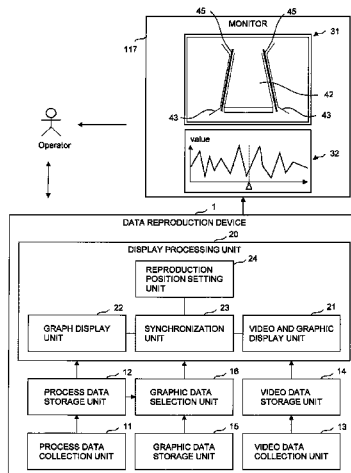 MONITOR
117
45
45
31
42
43
43
value
32
Operator
1
DATA REPRODUCTION DEVICE
20
DISPLAY PROCESSING UNIT
24
REPRODUCTION
POSITION SETTING
UNIT
22
23
21
GRAPH DISPLAY
UNIT
SYNCHRONIZATION
UNIT
VIDEO AND GRAPHIC
DISPLAY UNIT
12
16
14
PROCESS DATA
STORAGE UNIT
GRAPHIC DATA
SELECTION UNIT
VIDEO DATA
STORAGE UNIT
11
15
13
PROCESS DATA
COLLECTION UNIT
GRAPHIC DATA
STORAGE UNIT
VIDEO DATA
COLLECTION UNIT